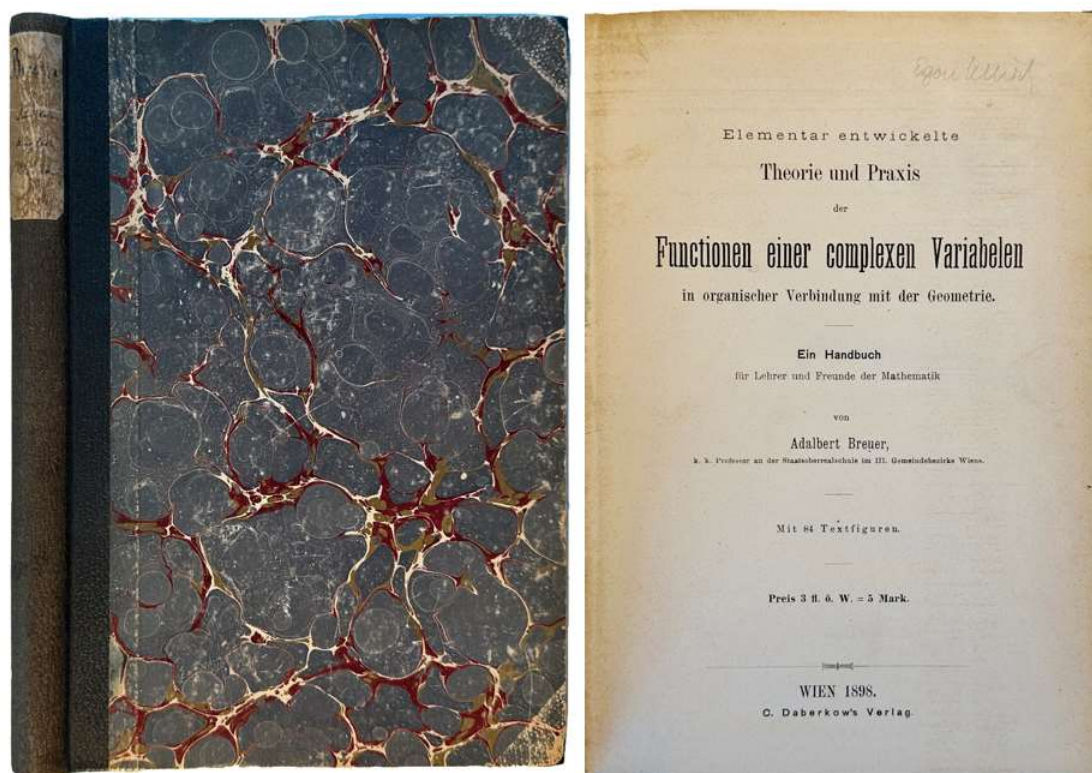 Elementar entwickelte
Theorie und Praxis
der
Functionen einer complexen Variabelen
in organischer Verbindung mit der Geometrie.
Ein Handbuch
für Lehrer und Freunde der Mathematik
von
Adalbert Breuer,
k. k. Professor an der Staatsoberrealschule im III. Gemeindebezirke Wiens.
Mit 84 Textfiguren.
Preis 3 fl. ö. W. = 5 Mark.
WIEN 1898.
C. Daberkow's Verlag.